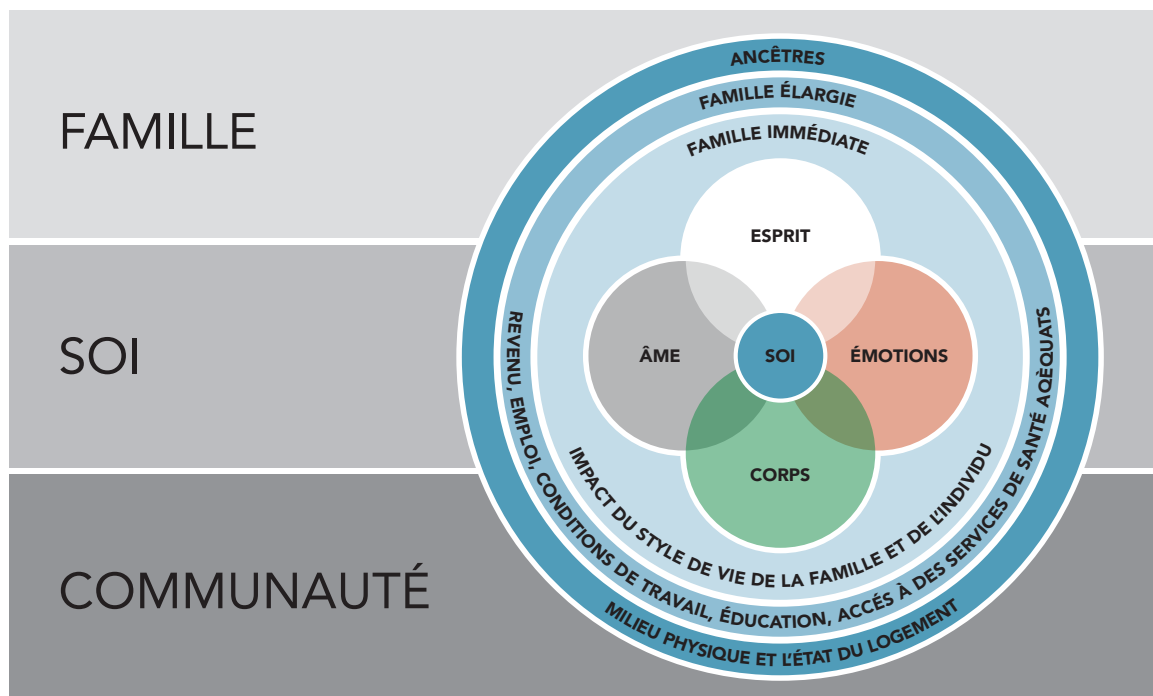 FAMILLE
SOI
COMMUNAUTÉ
ANCÊTRES
FAMILLE ÉLARGIE
FAMILLE IMMÉDIATE
ESPRIT
ÂME
SOI
ÉMOTIONS
CORPS
IMPACT DU STYLE DE VIE DE LA FAMILLE ET DE L'INDIVIDU
REVENU, EMPLOI, CONDITIONS DE TRAVAIL, ÉDUCATION, ACCÉS À DES SERVICES DE SANTÉ AQÈQUATS
MILIEU PHYSIQUE ET L'ÉTAT DU LOGEMENT